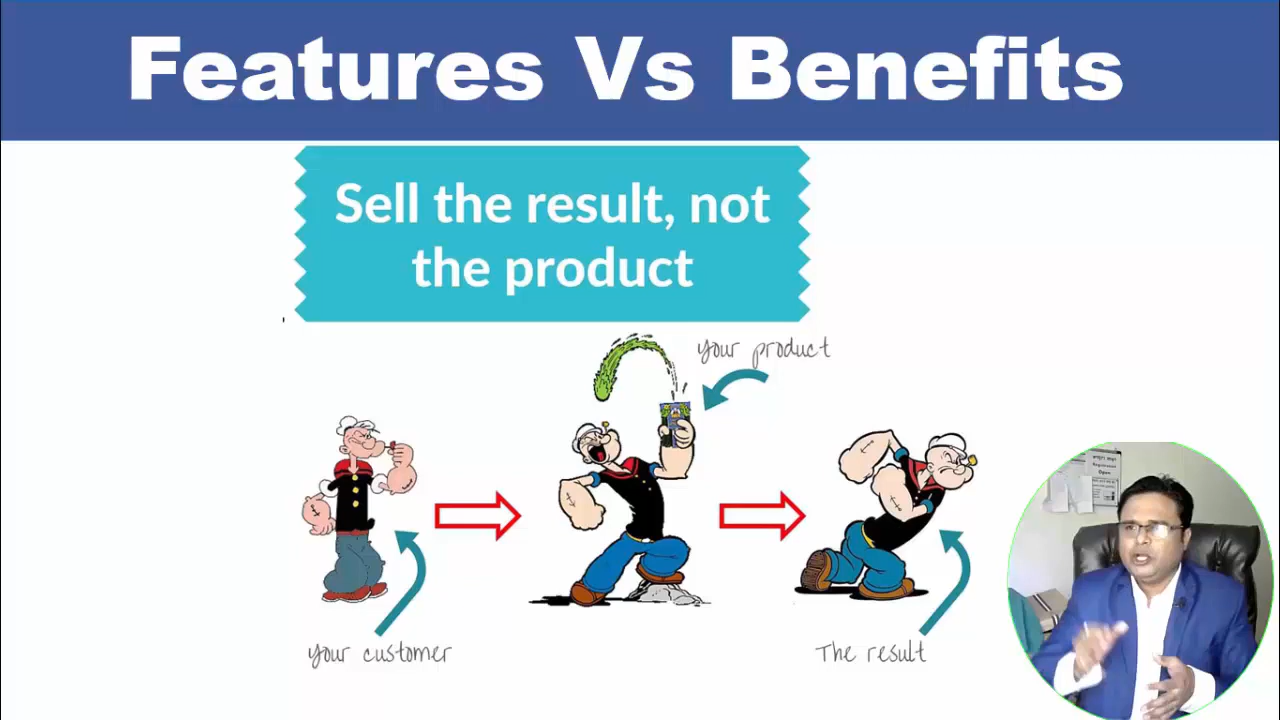 Features Vs Benefits
Sell the result, not
the product
your product
your customer
The result